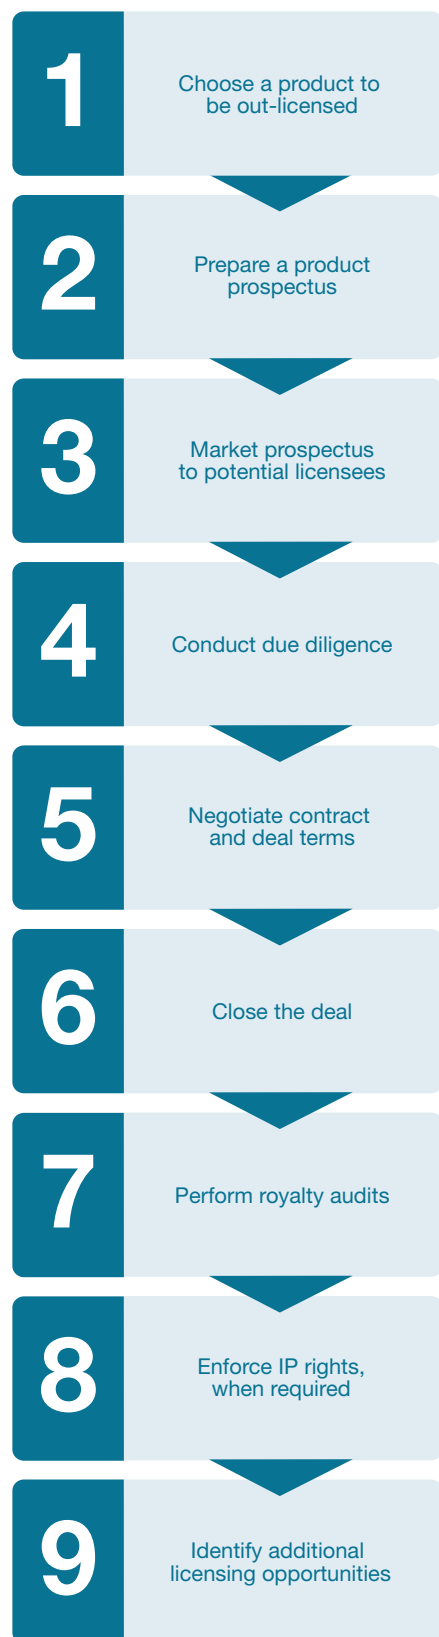 1
Choose a product to
be out-licensed
2
Prepare a product
prospectus
3
Market prospectus
to potential licensees
4
Conduct due diligence
5
Negotiate contract
and deal terms
6
Close the deal
7
Perform royalty audits
8
Enforce IP rights,
when required
9
Identify additional
licensing opportunities